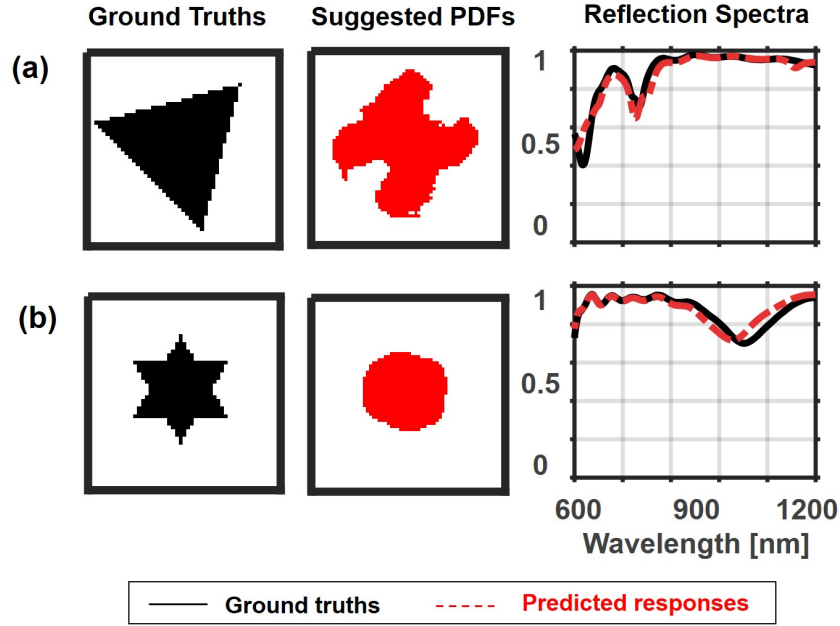 Ground Truths Suggested PDFs Reflection Spectra
(a)
1
0.5
0
(b)
1
0.5
0
600 900 1200
Wavelength [nm]
Ground truths Predicted responses